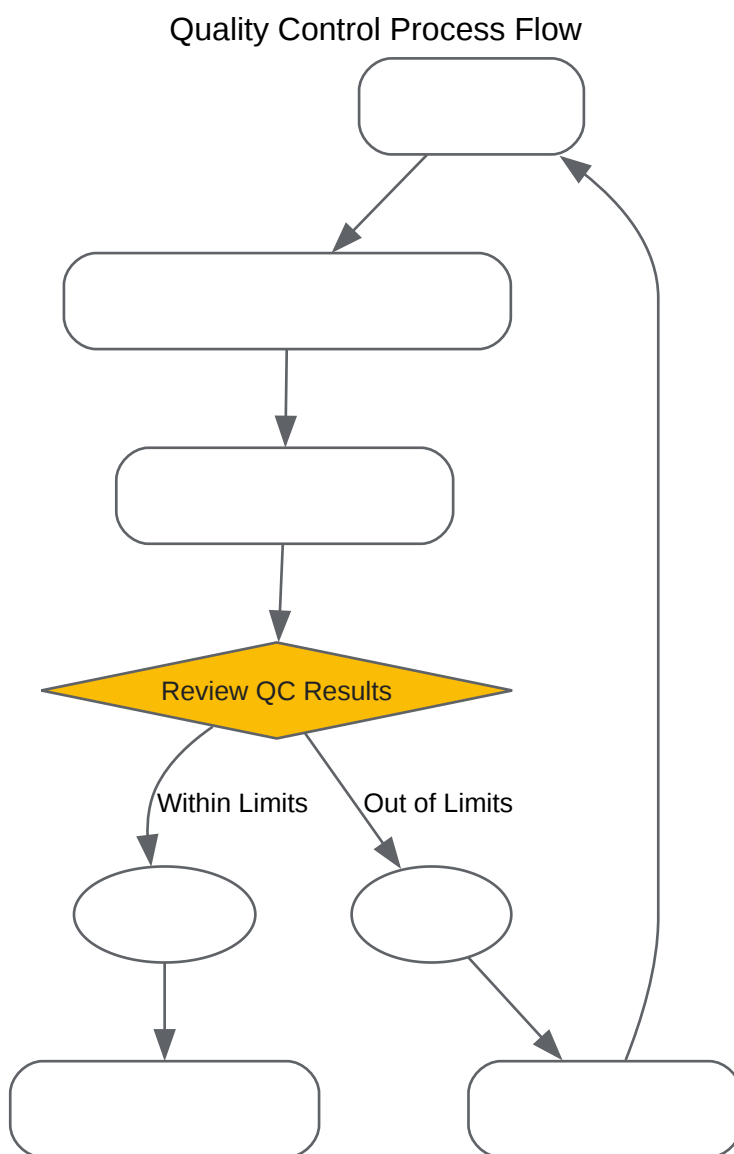 Quality Control Process Flow
Review QC Results
Within Limits
Out of Limits